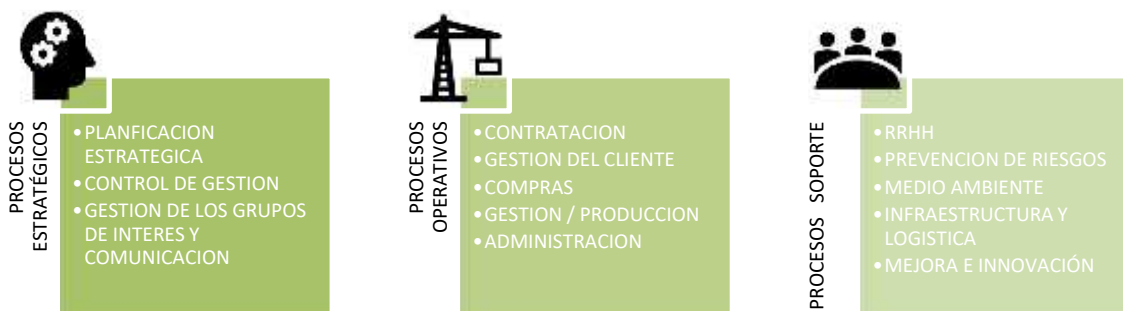 PROCESOS
ESTRATÉGICOS
•PLANFICACION
ESTRATEGICA
•CONTROL DE GESTION
•GESTION DE LOS GRUPOS
DE INTERES Y
COMUNICACION
PROCESOS
OPERATIVOS
•CONTRATACION
•GESTION DEL CLIENTE
•COMPRAS
•GESTION / PRODUCCION
•ADMINISTRACION
PROCESOS SOPORTE
•RRHH
•PREVENCION DE RIESGOS
•MEDIO AMBIENTE
•INFRAESTRUCTURA Y
LOGISTICA
•MEJORA E INNOVACIÓN